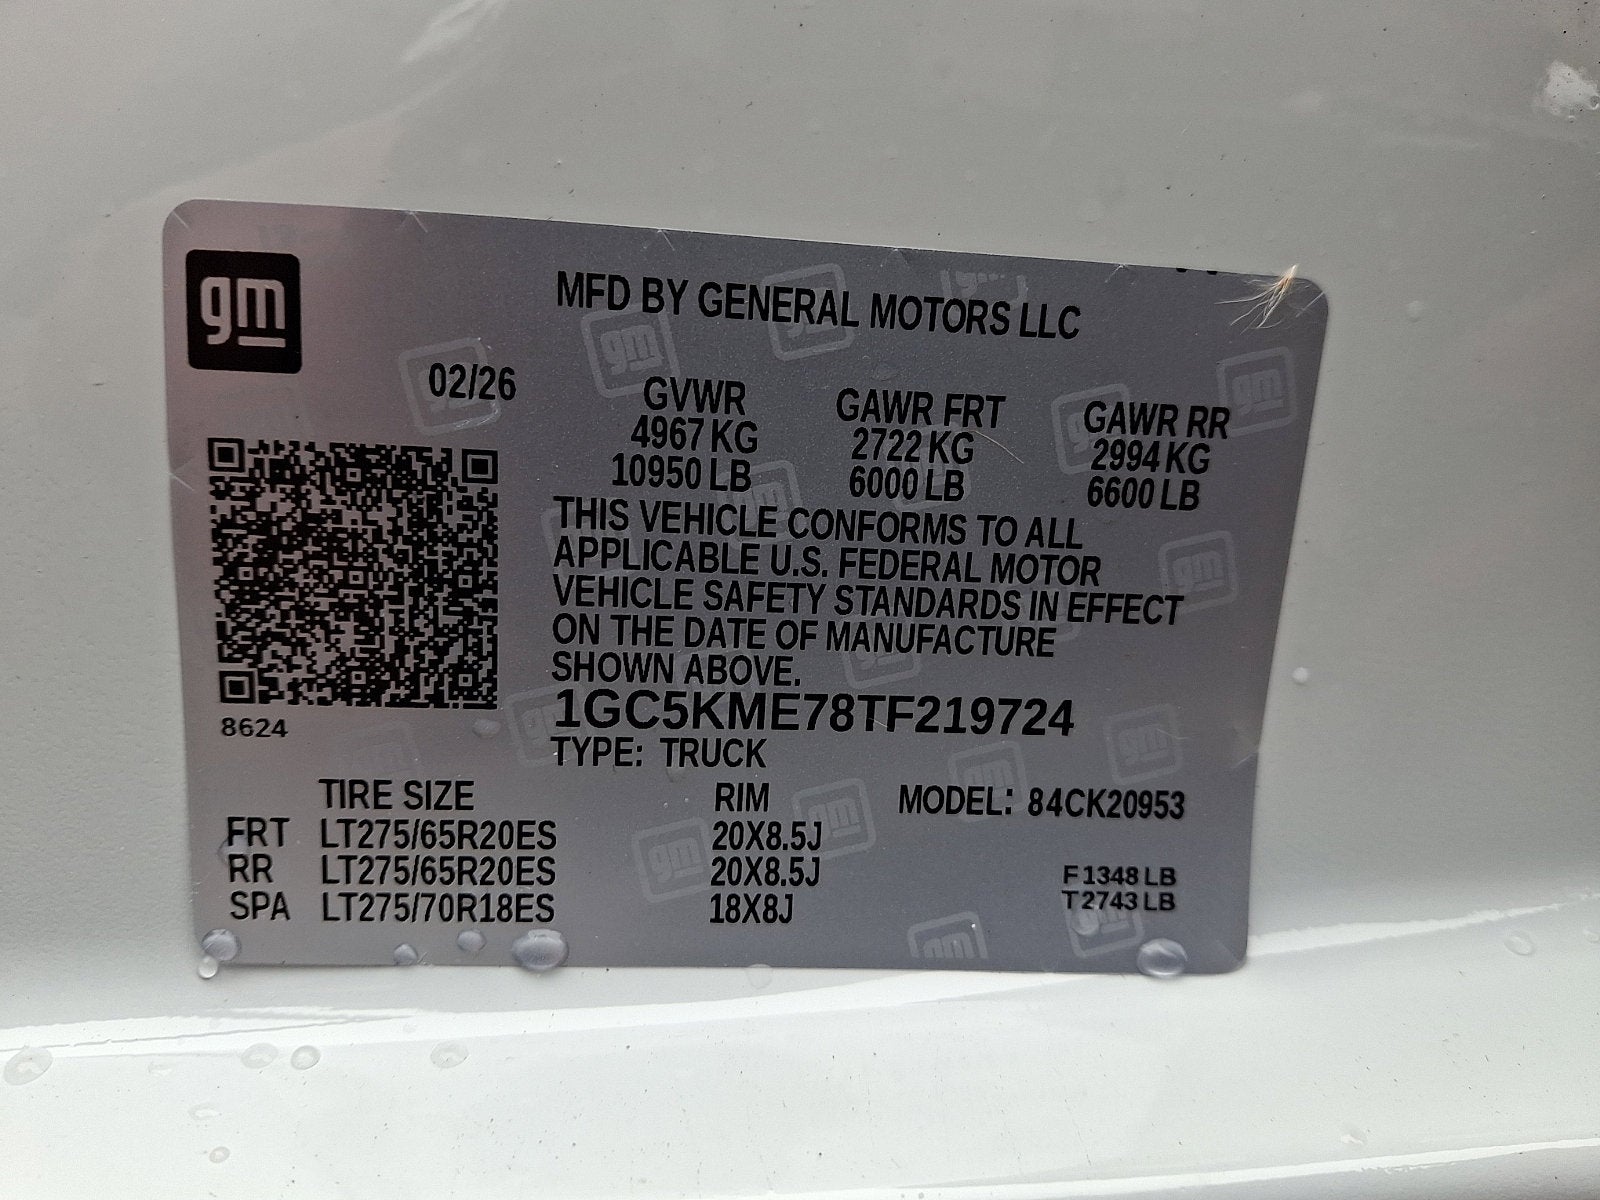 gm
MFD BY GENERAL MOTORS LLC
02/26
GVWR GAWR FRT GAWR RR
4967 KG 2722 KG 2994 KG
10950 LB 6000 LB 6600 LB
THIS VEHICLE CONFORMS TO ALL
APPLICABLE U.S. FEDERAL MOTOR
VEHICLE SAFETY STANDARDS IN EFFECT
ON THE DATE OF MANUFACTURE
SHOWN ABOVE.
8624
1GC5KME78TF219724
TYPE: TRUCK
TIRE SIZE RIM MODEL: 84CK20953
FRT LT275/65R20ES 20X8.5J
RR LT275/65R20ES 20X8.5J F1348 LB
SPA LT275/70R18ES 18X8J T2743 LB